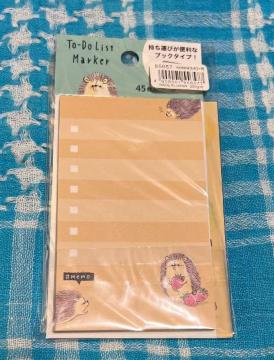 To-Do List
Marker
持ち運びが便利な
ブックタイプ！
S5057
45
#MEMO